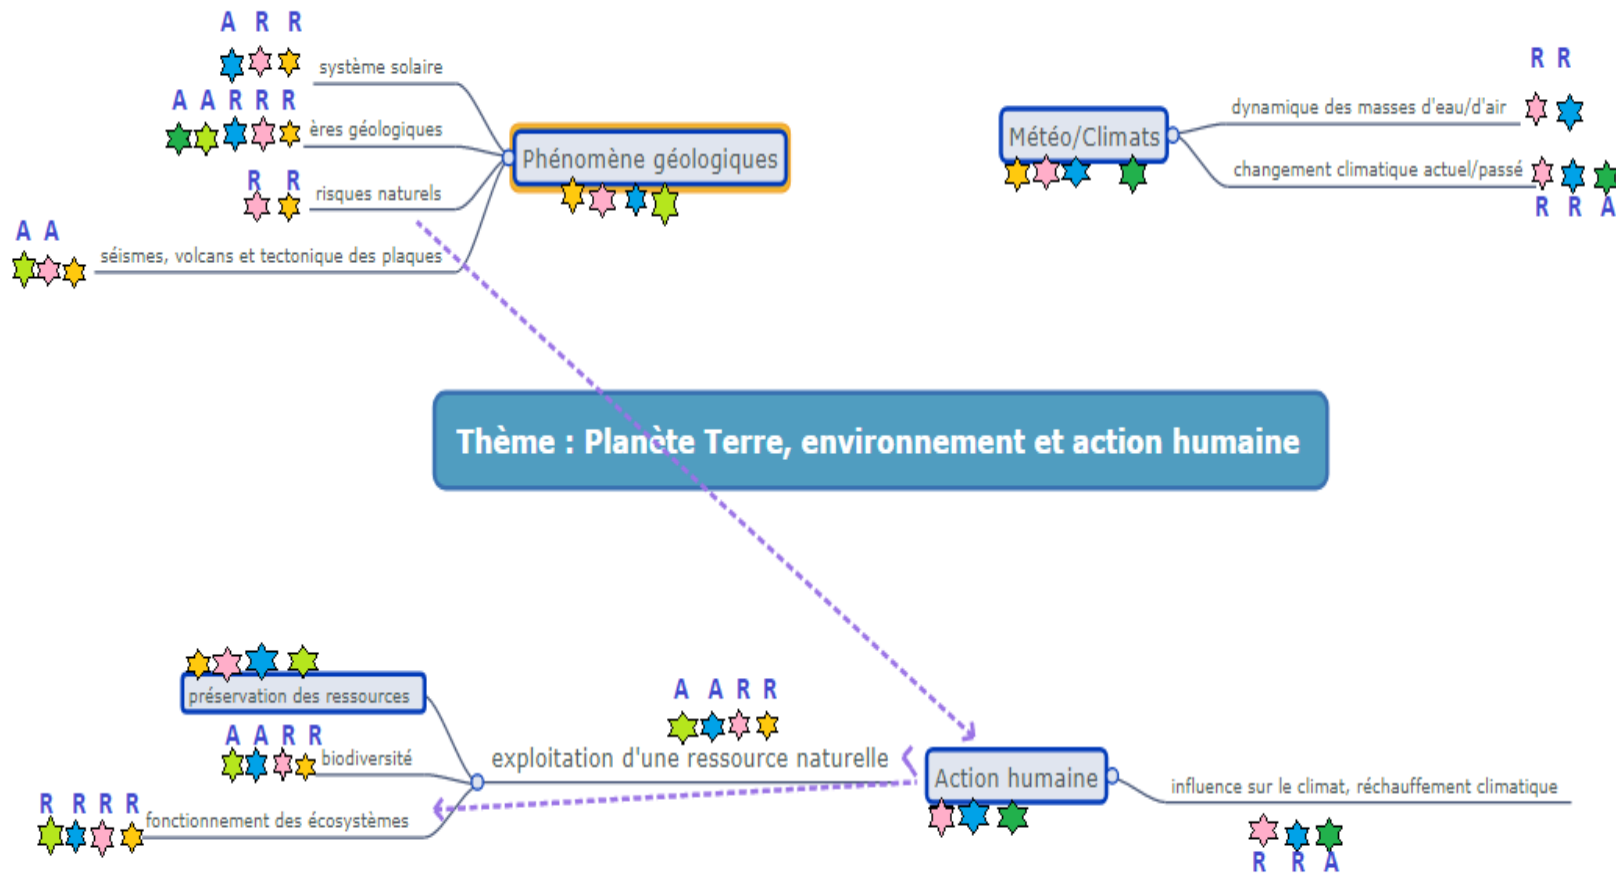 A R R
système solaire
A A R R R
ères géologiques
R R
risques naturels
A A
séismes, volcans et tectonique des plaques
Phénomène géologiques
Météo/Climats
R R
dynamique des masses d'eau/d'air
changement climatique actuel/passé
R R A
Thème : Planète Terre, environnement et action humaine
préservation des ressources
A A R R
biodiversité
R R R R
fonctionnement des écosystèmes
A A R R
exploitation d'une ressource naturelle
Action humaine
influence sur le climat, réchauffement climatique
R R A